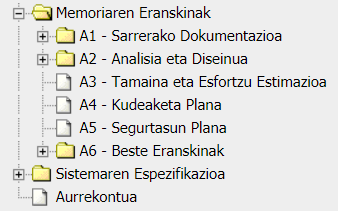 Memoriaren Eranskinak
A1 - Sarrerako Dokumentazioa
A2 - Analisia eta Diseinua
A3 - Tamaina eta Esfortzu Estimazioa
A4 - Kudeaketa Plana
A5 - Segurtasun Plana
A6 - Beste Eranskinak
Sistemaren Espezifikazioa
Aurrekontua